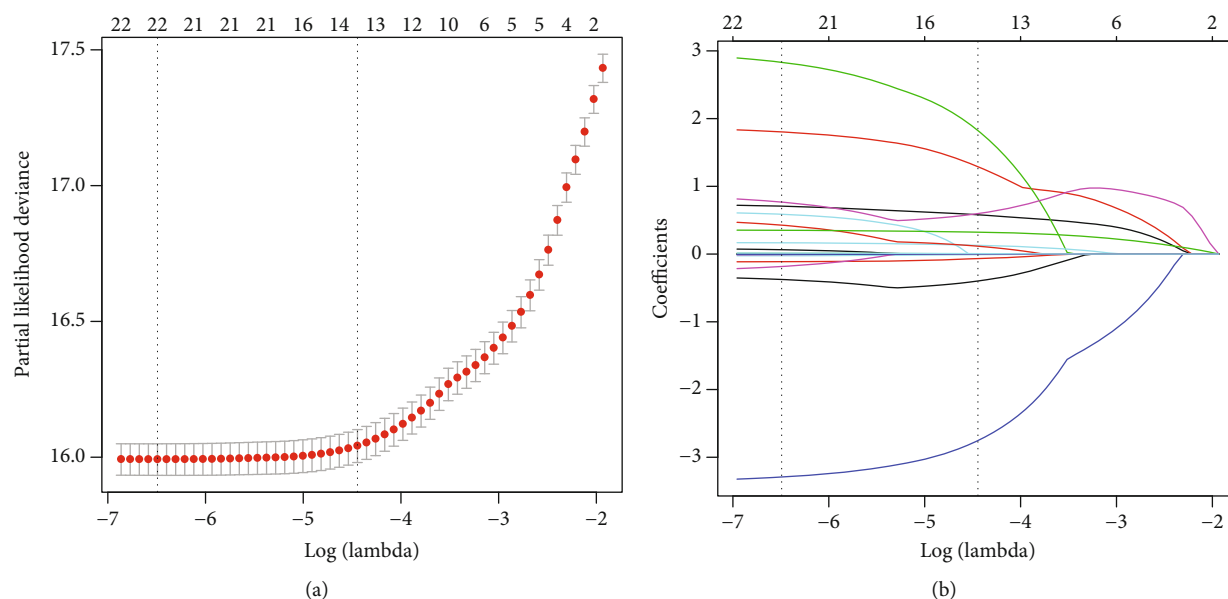 22 22 21 21 21 16 14 13 12 10 6 5 5 4 2
17.5
17.0
16.5
16.0
Partial likelihood deviance
−7 −6 −5 −4 −3 −2
Log (lambda)
(a)
22 21 16 13 6 2
3
2
1
0
−1
−2
−3
Coefficients
−7 −6 −5 −4 −3 −2
Log (lambda)
(b)